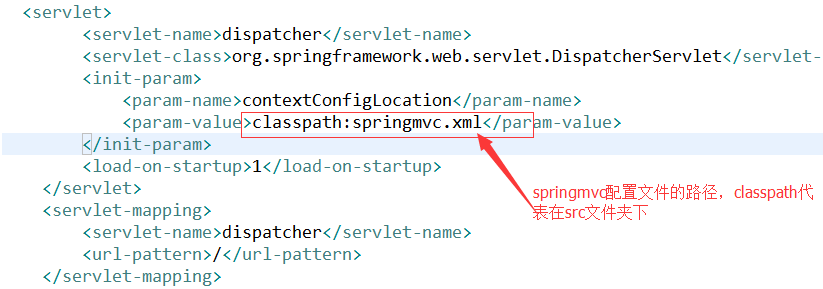 <servlet>
<servlet-name>dispatcher</servlet-name>
<servlet-class>org.springframework.web.servlet.DispatcherServlet</servlet-
<init-param>
<param-name>contextConfigLocation</param-name>
<param-value>classpath:springmvc.xml</param-value>
</init-param>
<load-on-startup>1</load-on-startup>
</servlet>
<servlet-mapping>
<servlet-name>dispatcher</servlet-name>
<url-pattern>/</url-pattern>
</servlet-mapping>
springmvc配置文件的路径，classpath代
表在src文件夹下